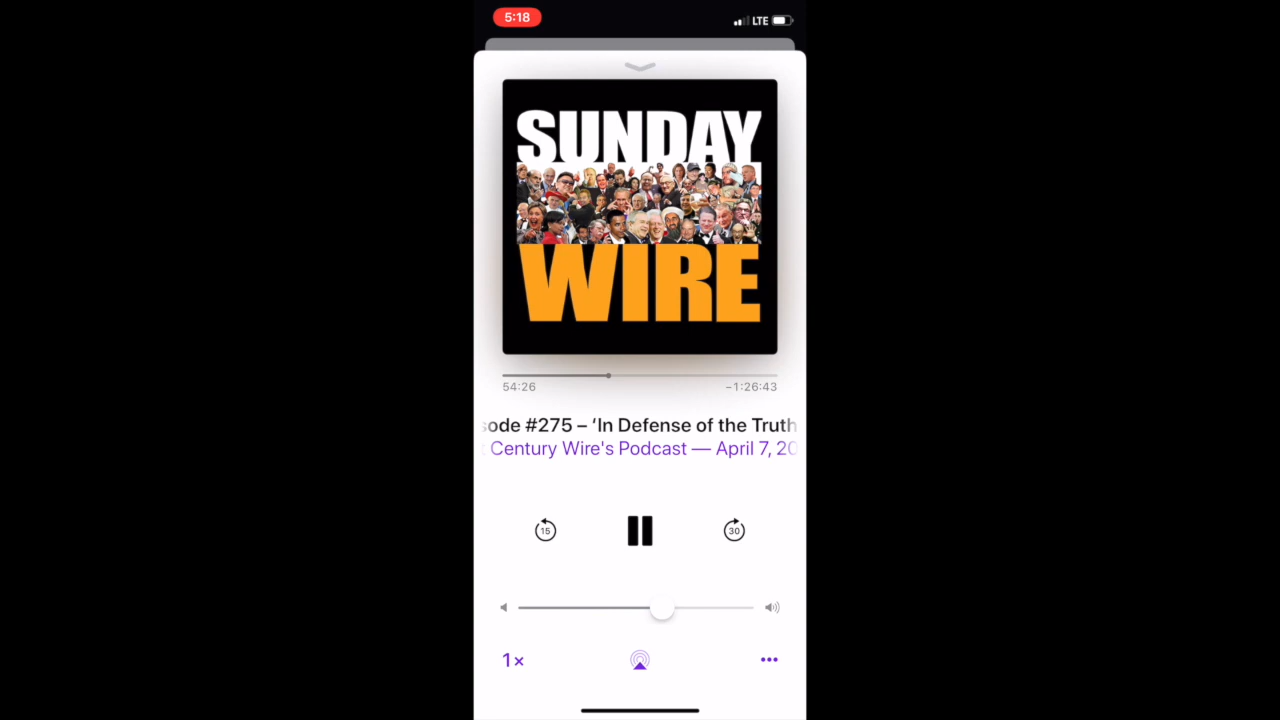 5:18
LTE
SUNDAY
WIRE
54:26
−1:26:43
sode #275 – ‘In Defense of the Truth
Century Wire's Podcast — April 7, 20
15
30
1×